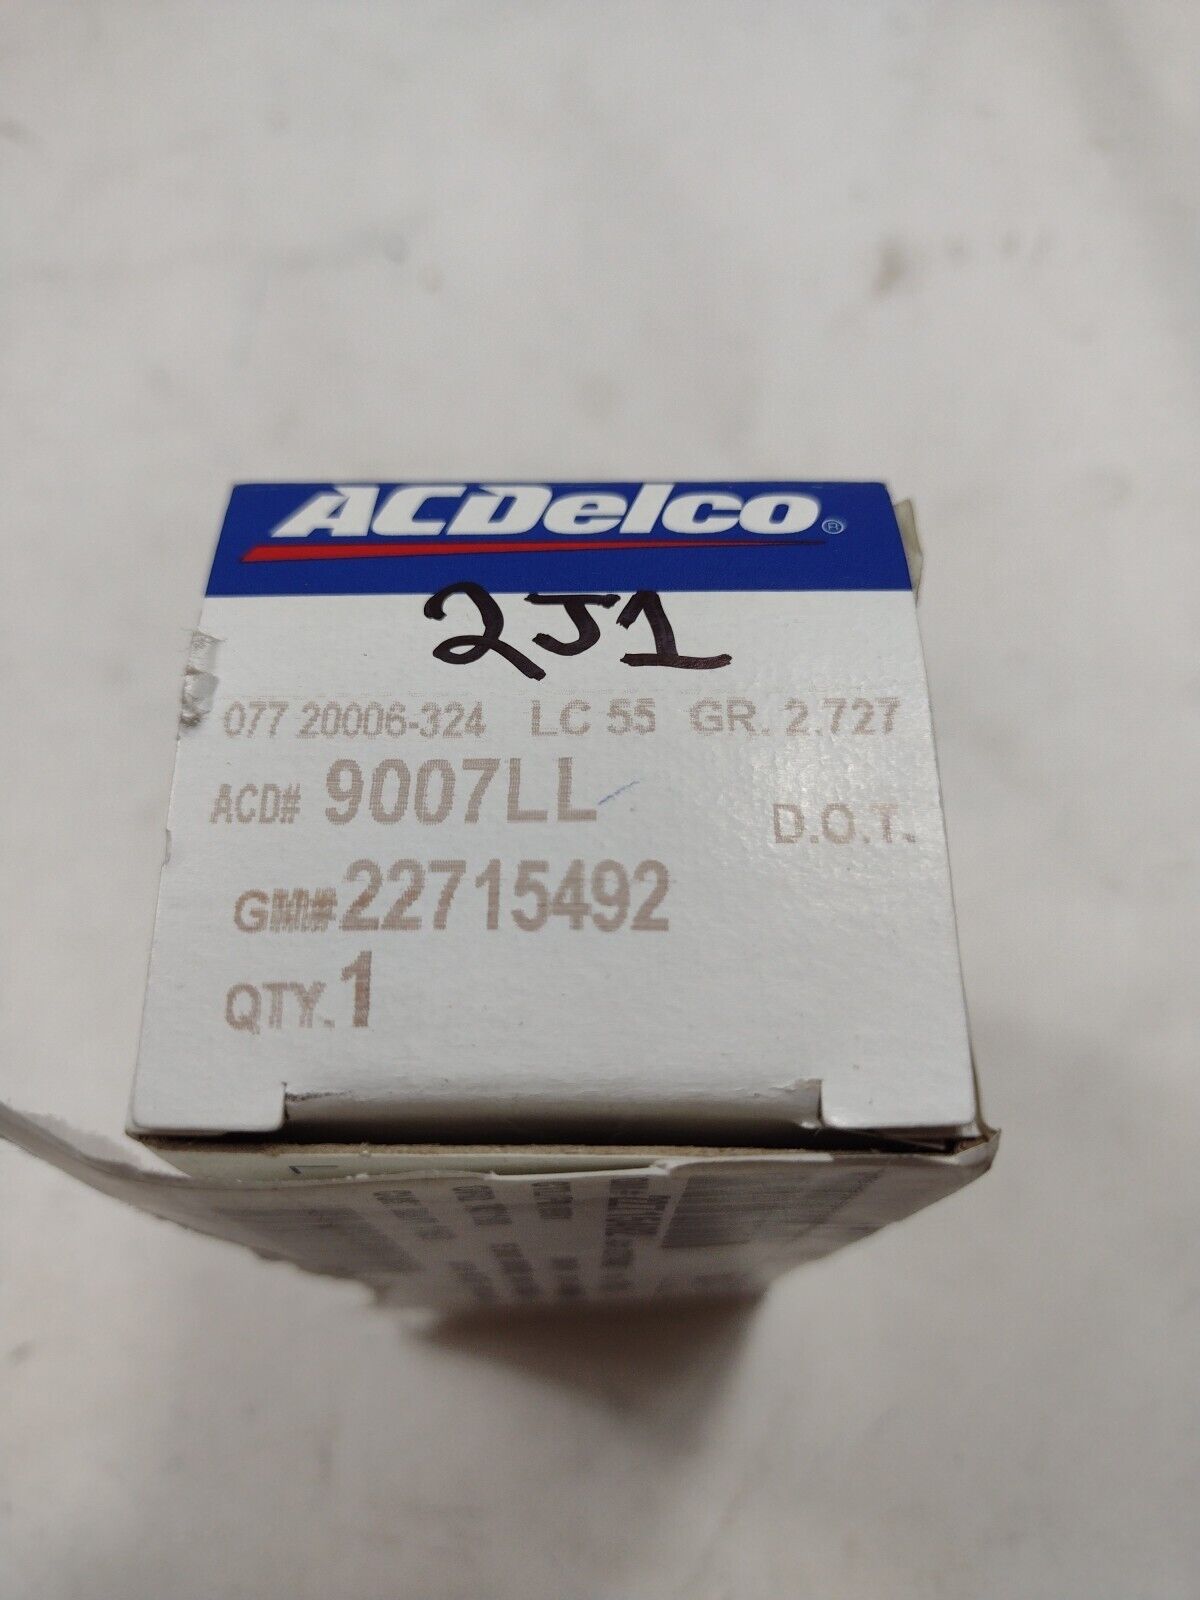 ACDelco®
2J1
077 20006-324 LC 55 GR. 2.727
ACD# 9007LL
D.O.T.
GM# 22715492
QTY. 1